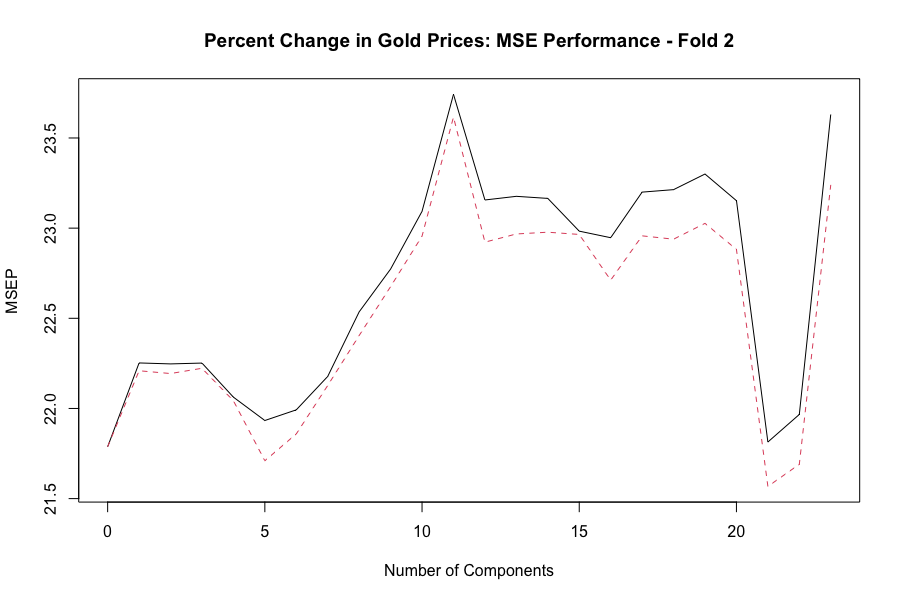 Percent Change in Gold Prices: MSE Performance - Fold 2
MSEP
23.5
23.0
22.5
22.0
21.5
0 5 10 15 20
Number of Components